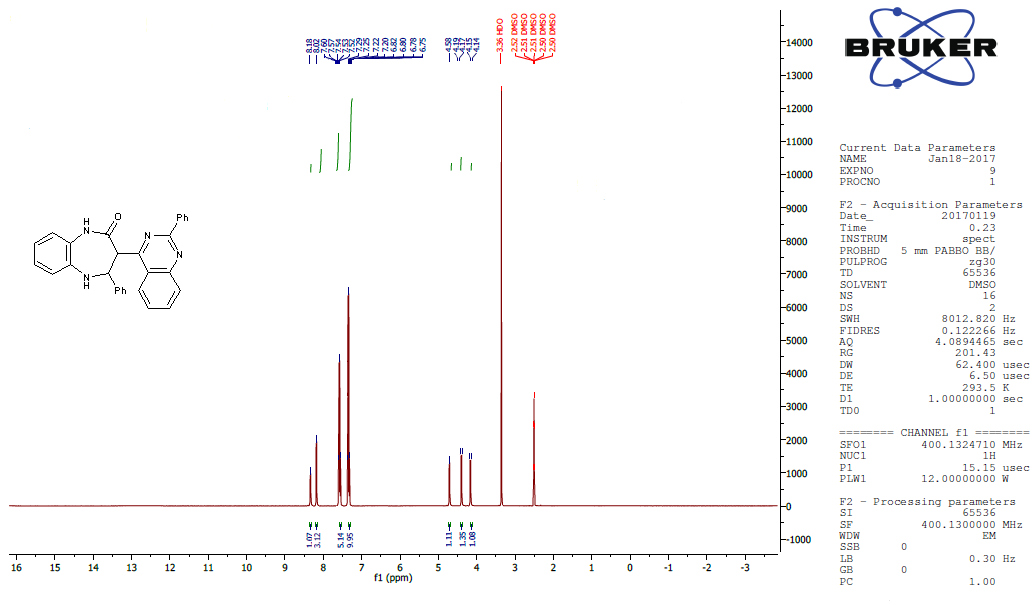 8.18
8.02
7.60
7.57
7.54
7.53
7.52
7.29
7.25
7.22
7.20
6.82
6.80
6.78
6.75
4.58
4.19
4.17
4.15
4.14
3.36 HDO
2.52 DMSO
2.51 DMSO
2.51 DMSO
2.50 DMSO
2.50 DMSO
BRUKER
14000
13000
12000
11000
10000
9000
8000
7000
6000
5000
4000
3000
2000
1000
0
-1000
H
N
O
N
Ph
N
N
H
Ph
1.07
3.12
5.14
9.95
1.11
1.35
1.08
16 15 14 13 12 11 10 9 8 7 6 5 4 3 2 1 0 -1 -2 -3
f1 (ppm)
Current Data Parameters
NAME Jan18-2017
EXPNO 9
PROCNO 1
F2 - Acquisition Parameters
Date_ 20170119
Time 0.23
INSTRUM spect
PROBHD 5 mm PABBO BB/
PULPROG zg30
TD 65536
SOLVENT DMSO
NS 16
DS 2
SWH 8012.820 Hz
FIDRES 0.122266 Hz
AQ 4.0894465 sec
RG 201.43
DW 62.400 usec
DE 6.50 usec
TE 293.5 K
D1 1.00000000 sec
TD0 1
======== CHANNEL f1 ========
SFO1 400.1324710 MHz
NUC1 1H
P1 15.15 usec
PLW1 12.00000000 W
F2 - Processing parameters
SI 65536
SF 400.1300000 MHz
WDW EM
SSB 0
LB 0.30 Hz
GB 0
PC 1.00